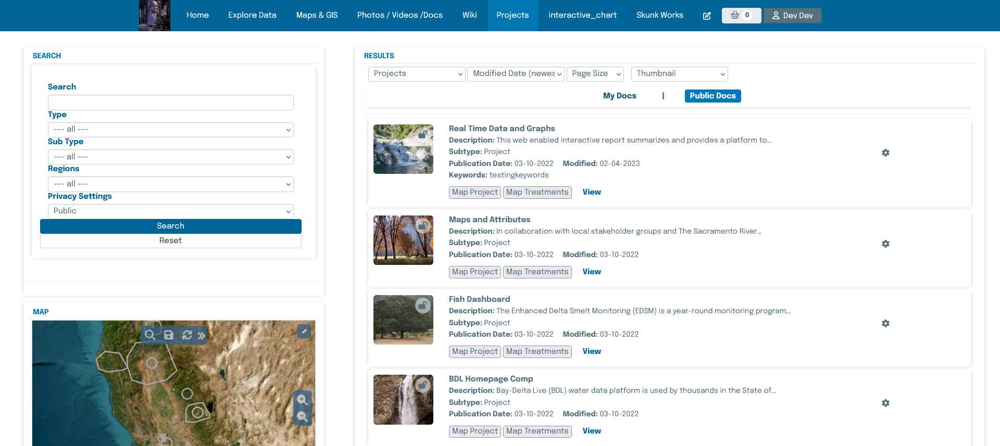 Home Explore Data Maps & GIS Photos / Videos /Docs Wiki Projects interactive_chart Skunk Works 0 Dev Dev
SEARCH
Search
Type
--- all ---
Sub Type
--- all ---
Regions
--- all ---
Privacy Settings
Public
Search
Reset
MAP
RESULTS
Projects Modified Date (newes Page Size Thumbnail
My Docs | Public Docs
Real Time Data and Graphs
Description: This web enabled interactive report summarizes and provides a platform to...
Subtype: Project
Publication Date: 03-10-2022 Modified: 02-04-2023
Keywords: testingkeywords
Map Project Map Treatments View
Maps and Attributes
Description: In collaboration with local stakeholder groups and The Sacramento River...
Subtype: Project
Publication Date: 03-10-2022 Modified: 03-10-2022
Map Project Map Treatments View
Fish Dashboard
Description: The Enhanced Delta Smelt Monitoring (EDSM) is a year-round monitoring program...
Subtype: Project
Publication Date: 03-10-2022 Modified: 03-10-2022
Map Project Map Treatments View
BDL Homepage Comp
Description: Bay-Delta Live (BDL) water data platform is used by thousands in the State of...
Subtype: Project
Publication Date: 03-10-2022 Modified: 03-10-2022
Map Project Map Treatments View